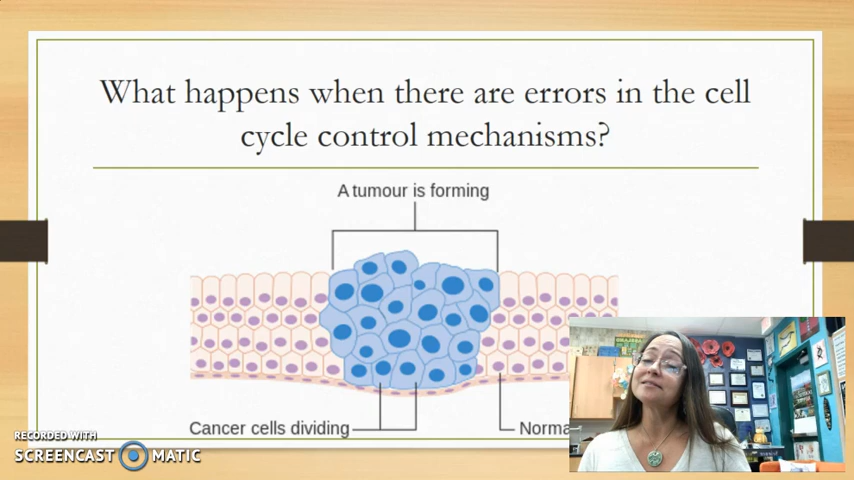 What happens when there are errors in the cell
cycle control mechanisms?
A tumour is forming
Cancer cells dividing
Norma
RECORDED WITH
SCREENCAST MATIC